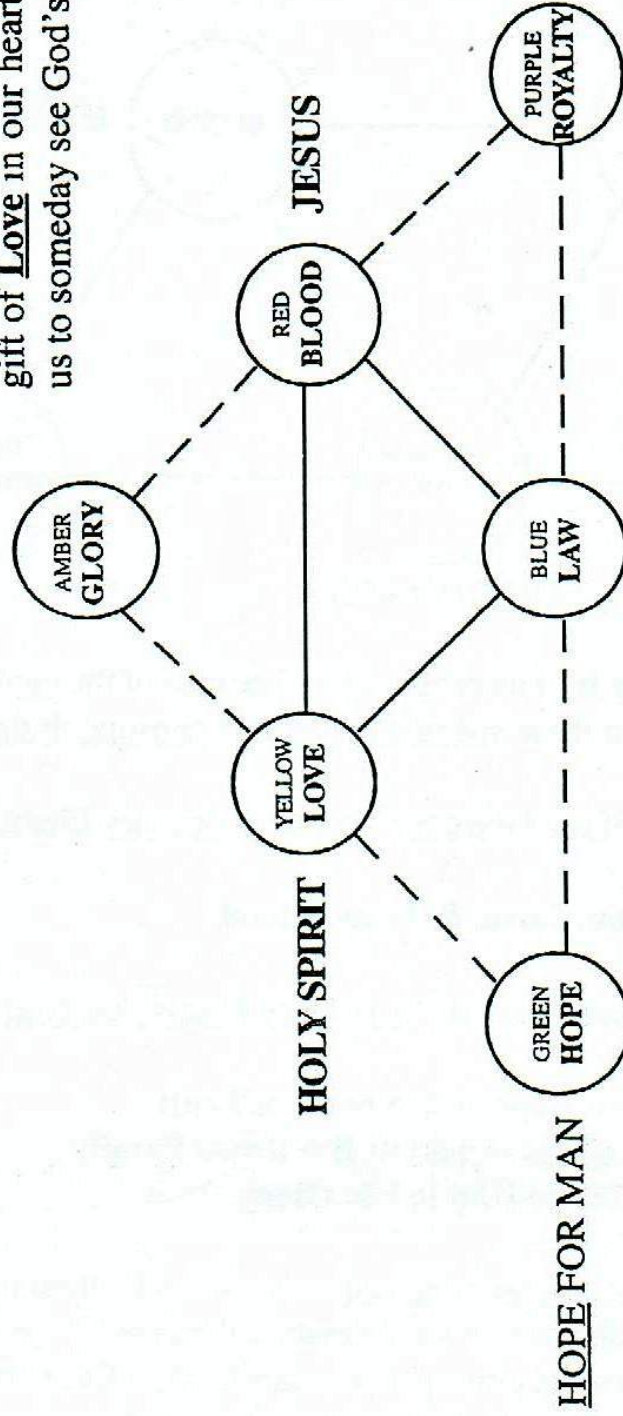 gift of Love in our heart
us to someday see God's
AMBER
GLORY
JESUS
RED
BLOOD
YELLOW
LOVE
HOLY SPIRIT
PURPLE
ROYALTY
BLUE
LAW
GREEN
HOPE
HOPE FOR MAN